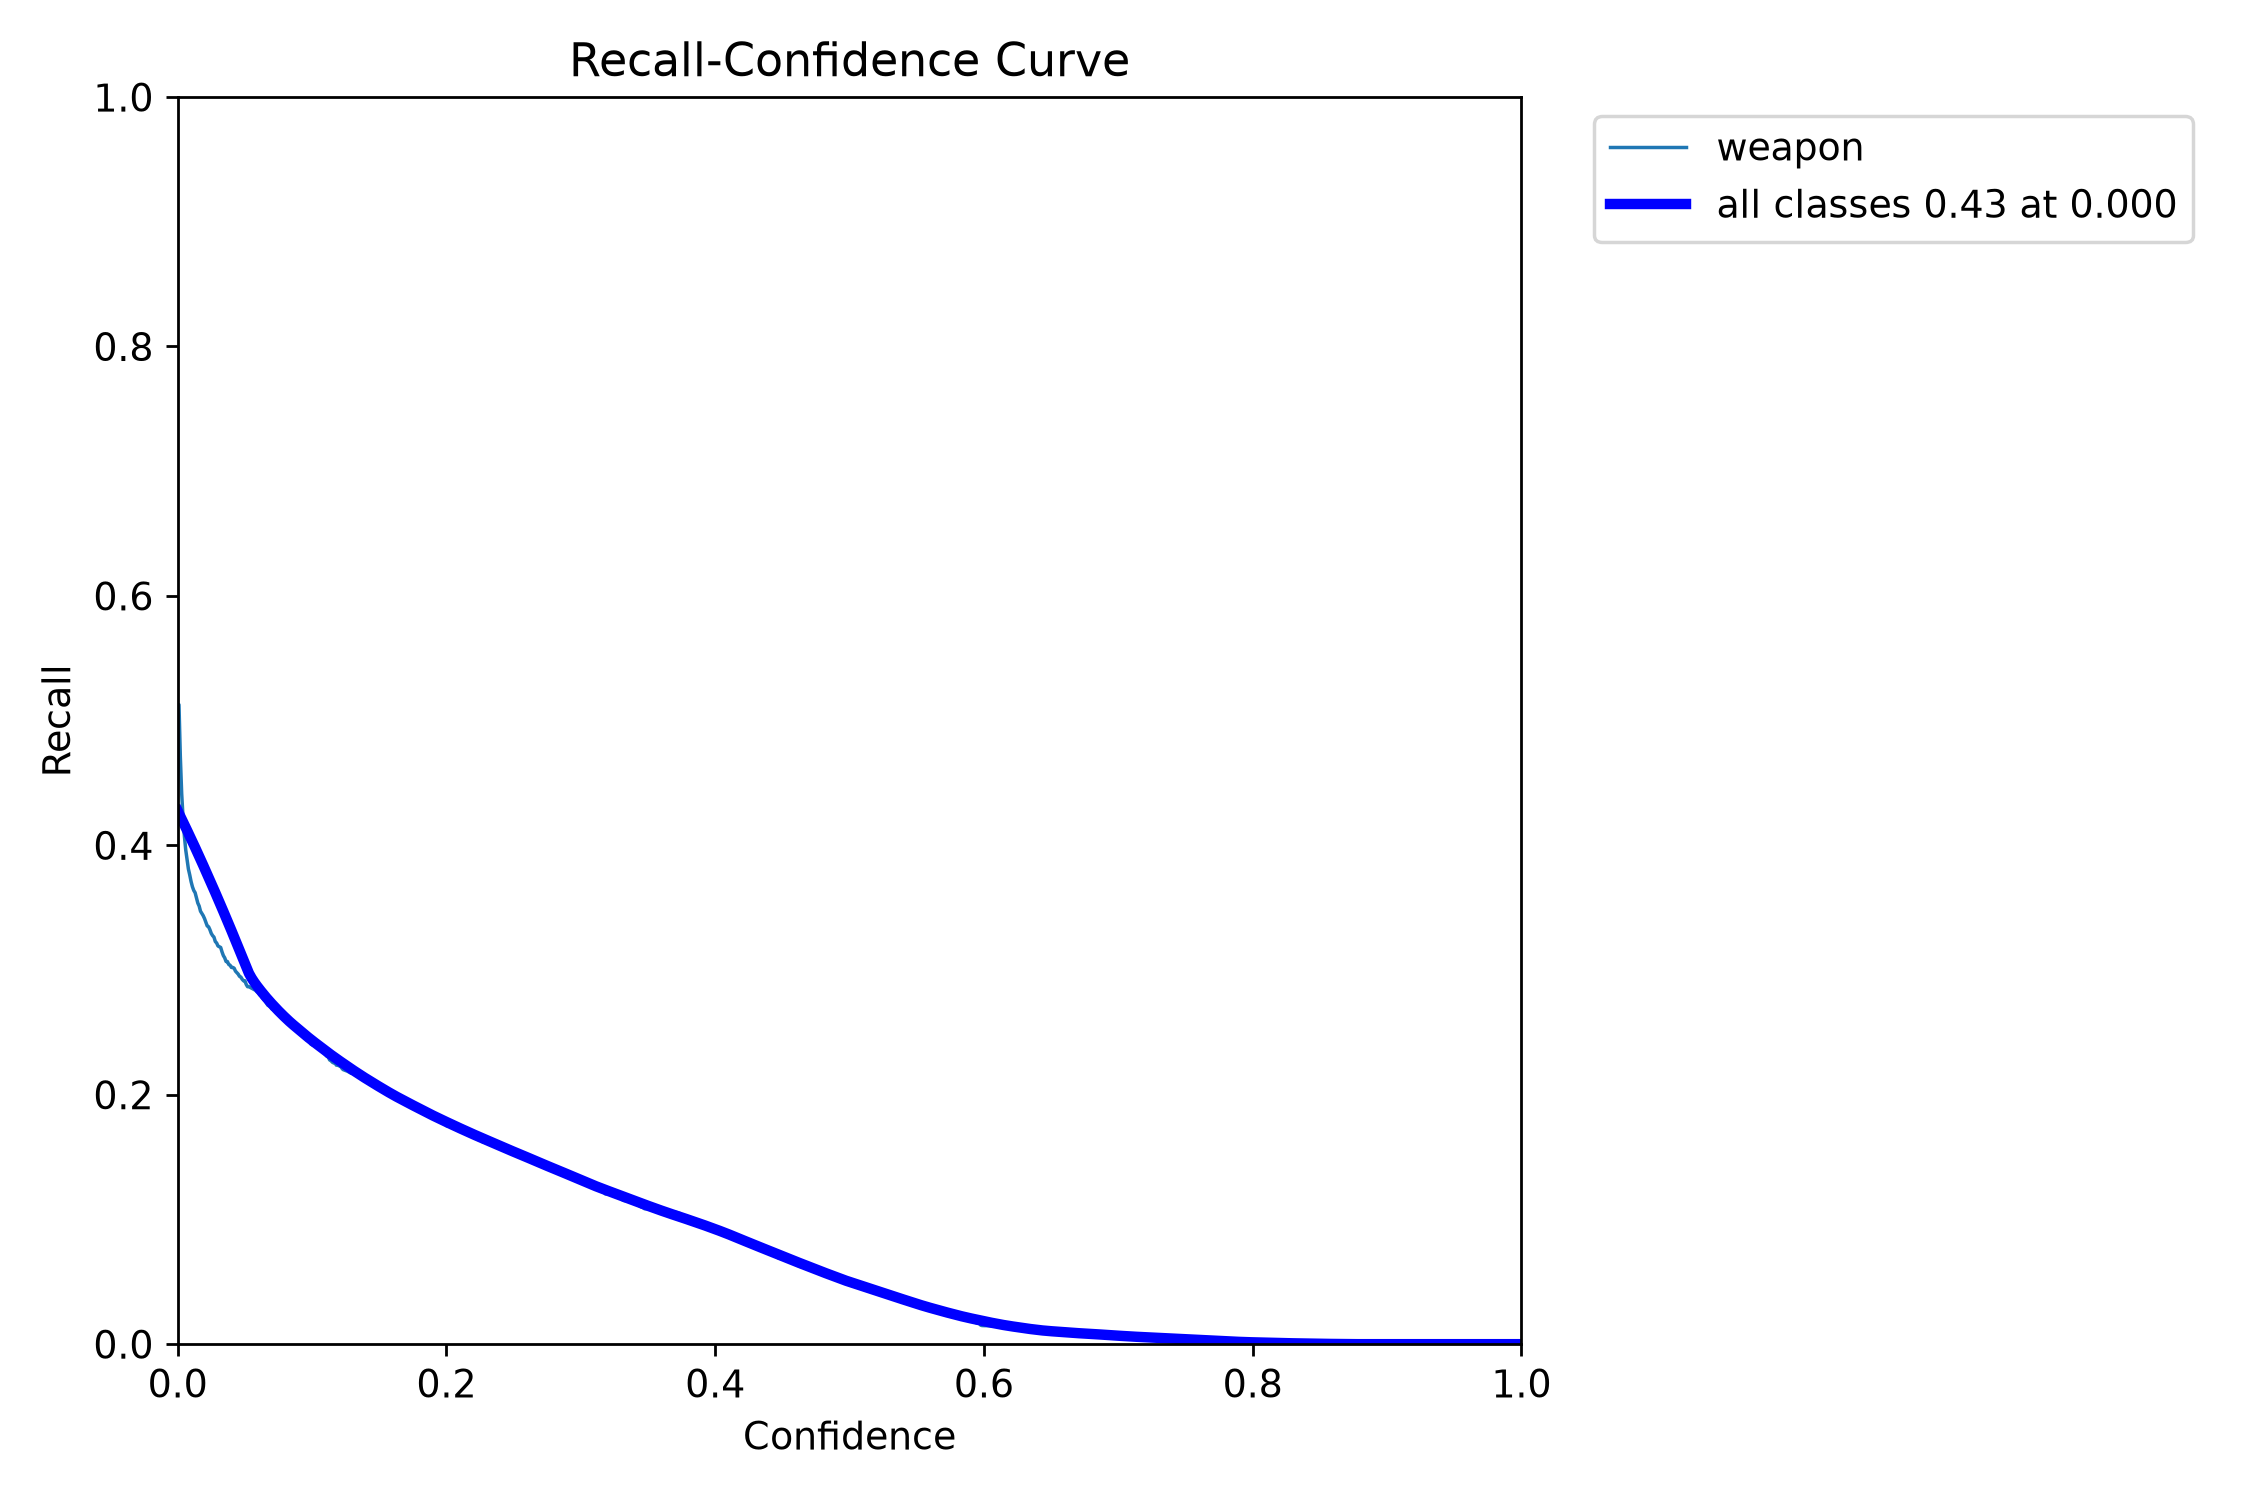 Recall-Confidence Curve
weapon
all classes 0.43 at 0.000
1.0
0.8
0.6
0.4
0.2
0.0
Recall
0.0 0.2 0.4 0.6 0.8 1.0
Confidence